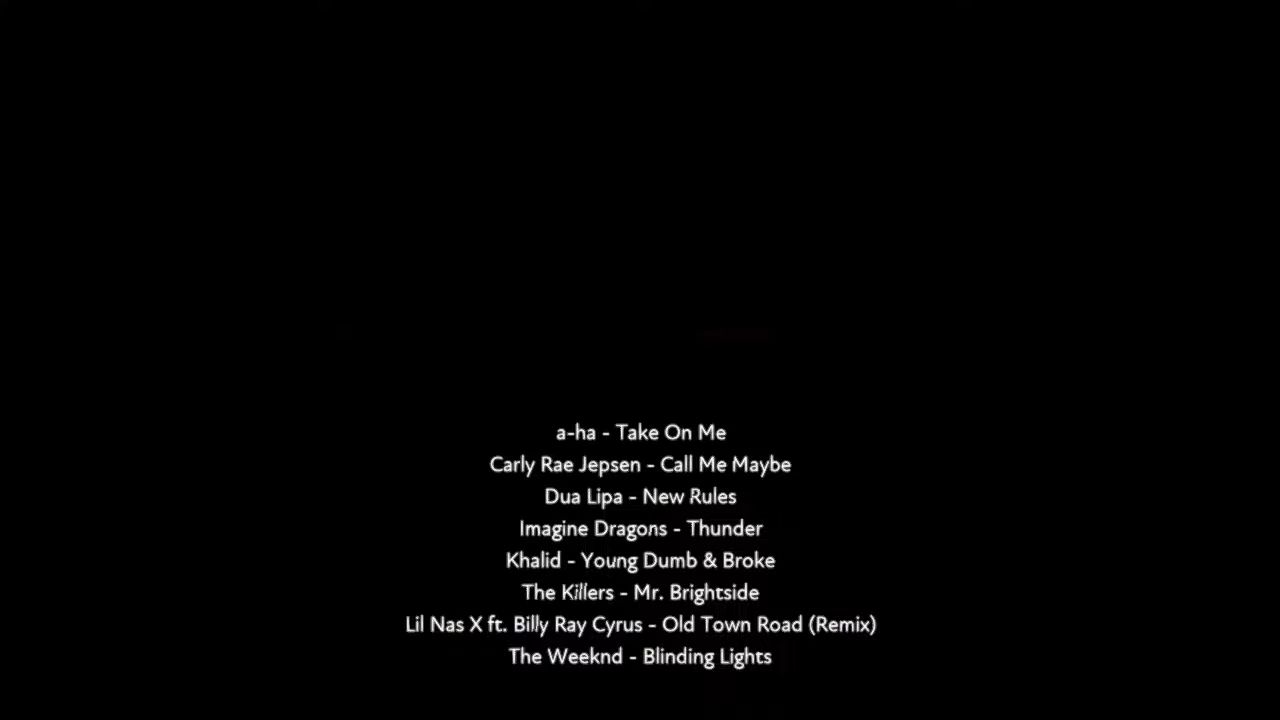 a-ha - Take On Me
Carly Rae Jepsen - Call Me Maybe
Dua Lipa - New Rules
Imagine Dragons - Thunder
Khalid - Young Dumb & Broke
The Killers - Mr. Brightside
Lil Nas X ft. Billy Ray Cyrus - Old Town Road (Remix)
The Weeknd - Blinding Lights